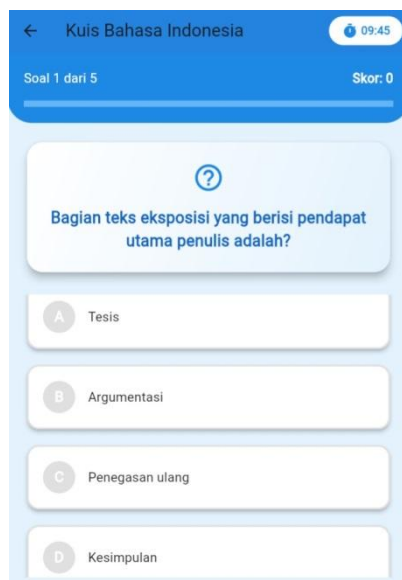 Kuis Bahasa Indonesia
09:45
Soal 1 dari 5
Skor: 0
Bagian teks eksposisi yang berisi pendapat
utama penulis adalah?
A Tesis
B Argumentasi
C Penegasan ulang
D Kesimpulan